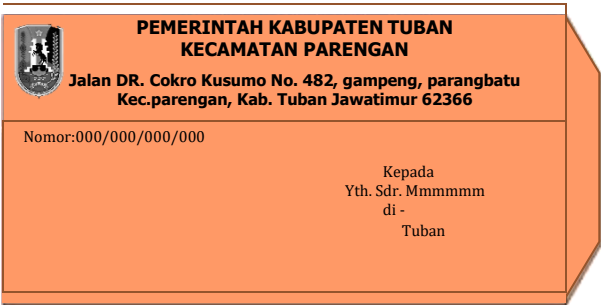 PEMERINTAH KABUPATEN TUBAN
KECAMATAN PARENGAN
Jalan DR. Cokro Kusumo No. 482, gampeng, parangbatu
Kec.parengan, Kab. Tuban Jawatimur 62366
Nomor:000/000/000/000
Kepada
Yth. Sdr. Mmmmmm
di -
Tuban